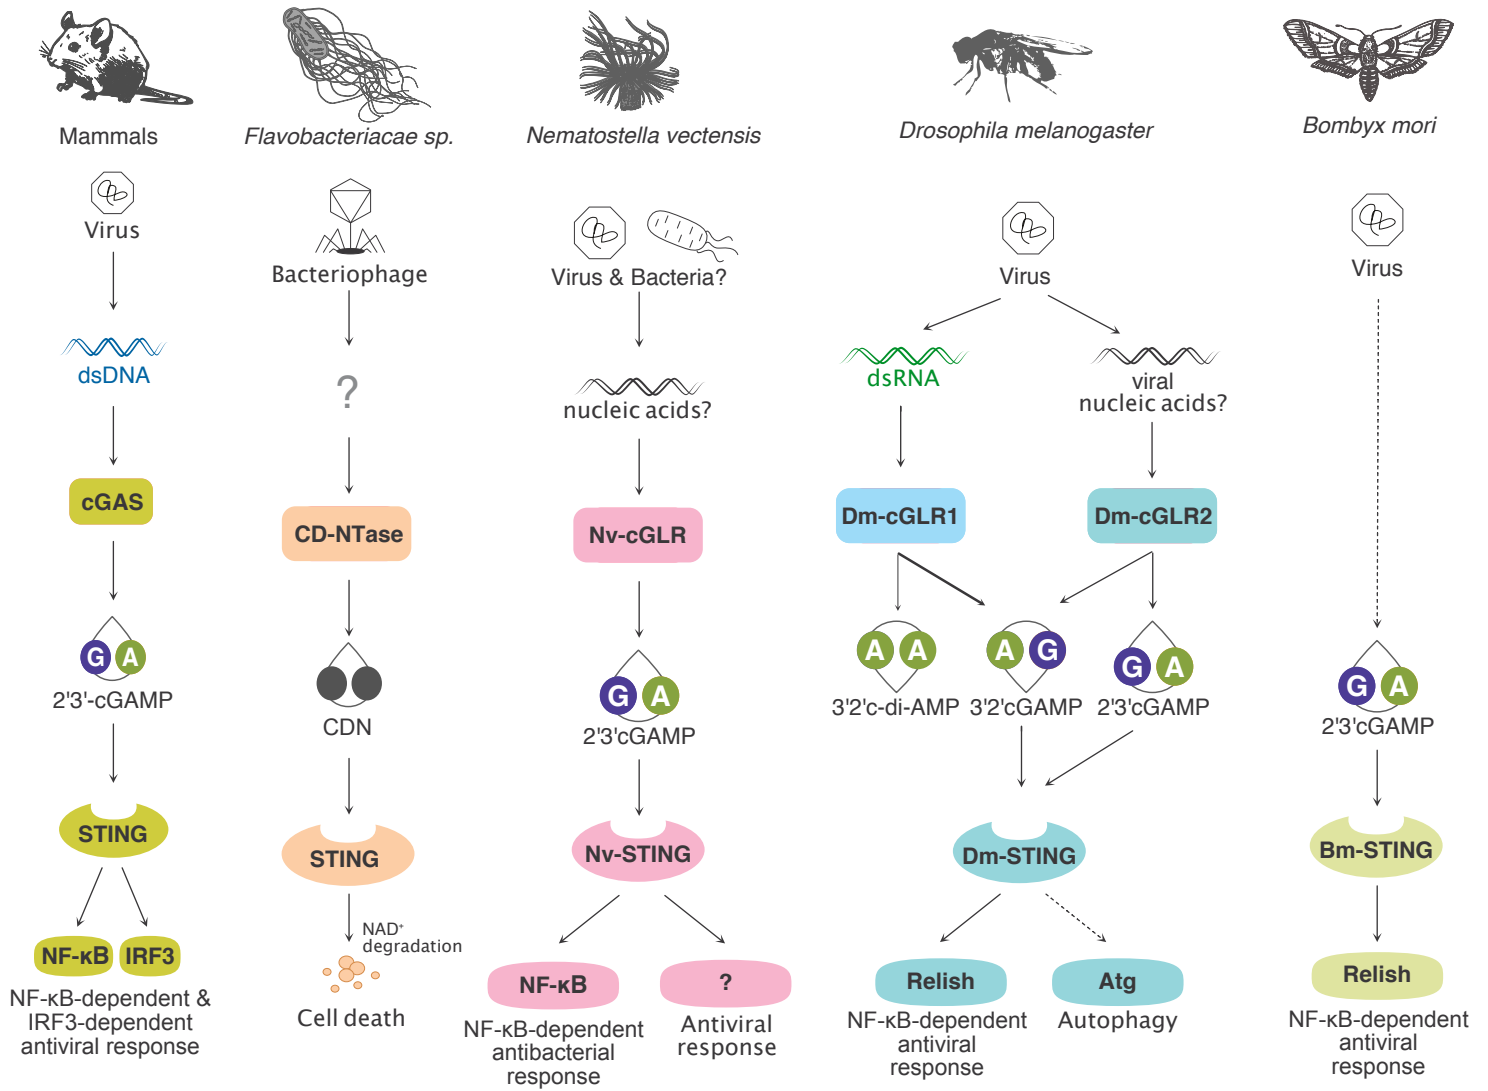 Mammals
Virus
dsDNA
cGAS
G A
2'3'-cGAMP
STING
NF-κB IRF3
NF-κB-dependent &
IRF3-dependent
antiviral response
Flavobacteriacae sp.
Bacteriophage
?
CD-NTase
CDN
STING
NAD+
degradation
Cell death
Nematostella vectensis
Virus & Bacteria?
nucleic acids?
Nv-cGLR
G A
2'3'cGAMP
Nv-STING
NF-κB ?
NF-κB-dependent
antibacterial
response
Antiviral
response
Drosophila melanogaster
Virus
dsRNA
viral
nucleic acids?
Dm-cGLR1 Dm-cGLR2
A A A G G A
3'2'c-di-AMP 3'2'cGAMP 2'3'cGAMP
Dm-STING
Relish Atg
NF-κB-dependent
antiviral
response
Autophagy
Bombyx mori
Virus
G A
2'3'cGAMP
Bm-STING
Relish
NF-κB-dependent
antiviral
response